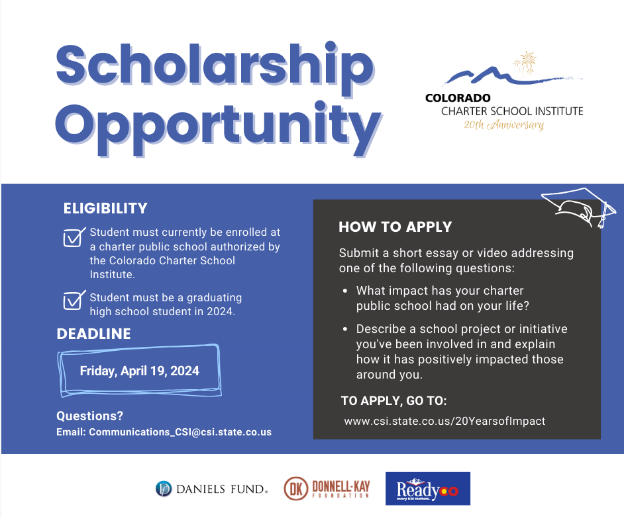 Scholarship
Opportunity
COLORADO
CHARTER SCHOOL INSTITUTE
20th Anniversary
ELIGIBILITY
Student must currently be enrolled at
a charter public school authorized by
the Colorado Charter School
Institute.
Student must be a graduating
high school student in 2024.
DEADLINE
Friday, April 19, 2024
Questions?
Email: Communications_CSI@csi.state.co.us
HOW TO APPLY
Submit a short essay or video addressing
one of the following questions:
• What impact has your charter
public school had on your life?
• Describe a school project or initiative
you've been involved in and explain
how it has positively impacted those
around you.
TO APPLY, GO TO:
www.csi.state.co.us/20YearsofImpact
DANIELS FUND®
DK DONNELL-KAY
FOUNDATION
Ready